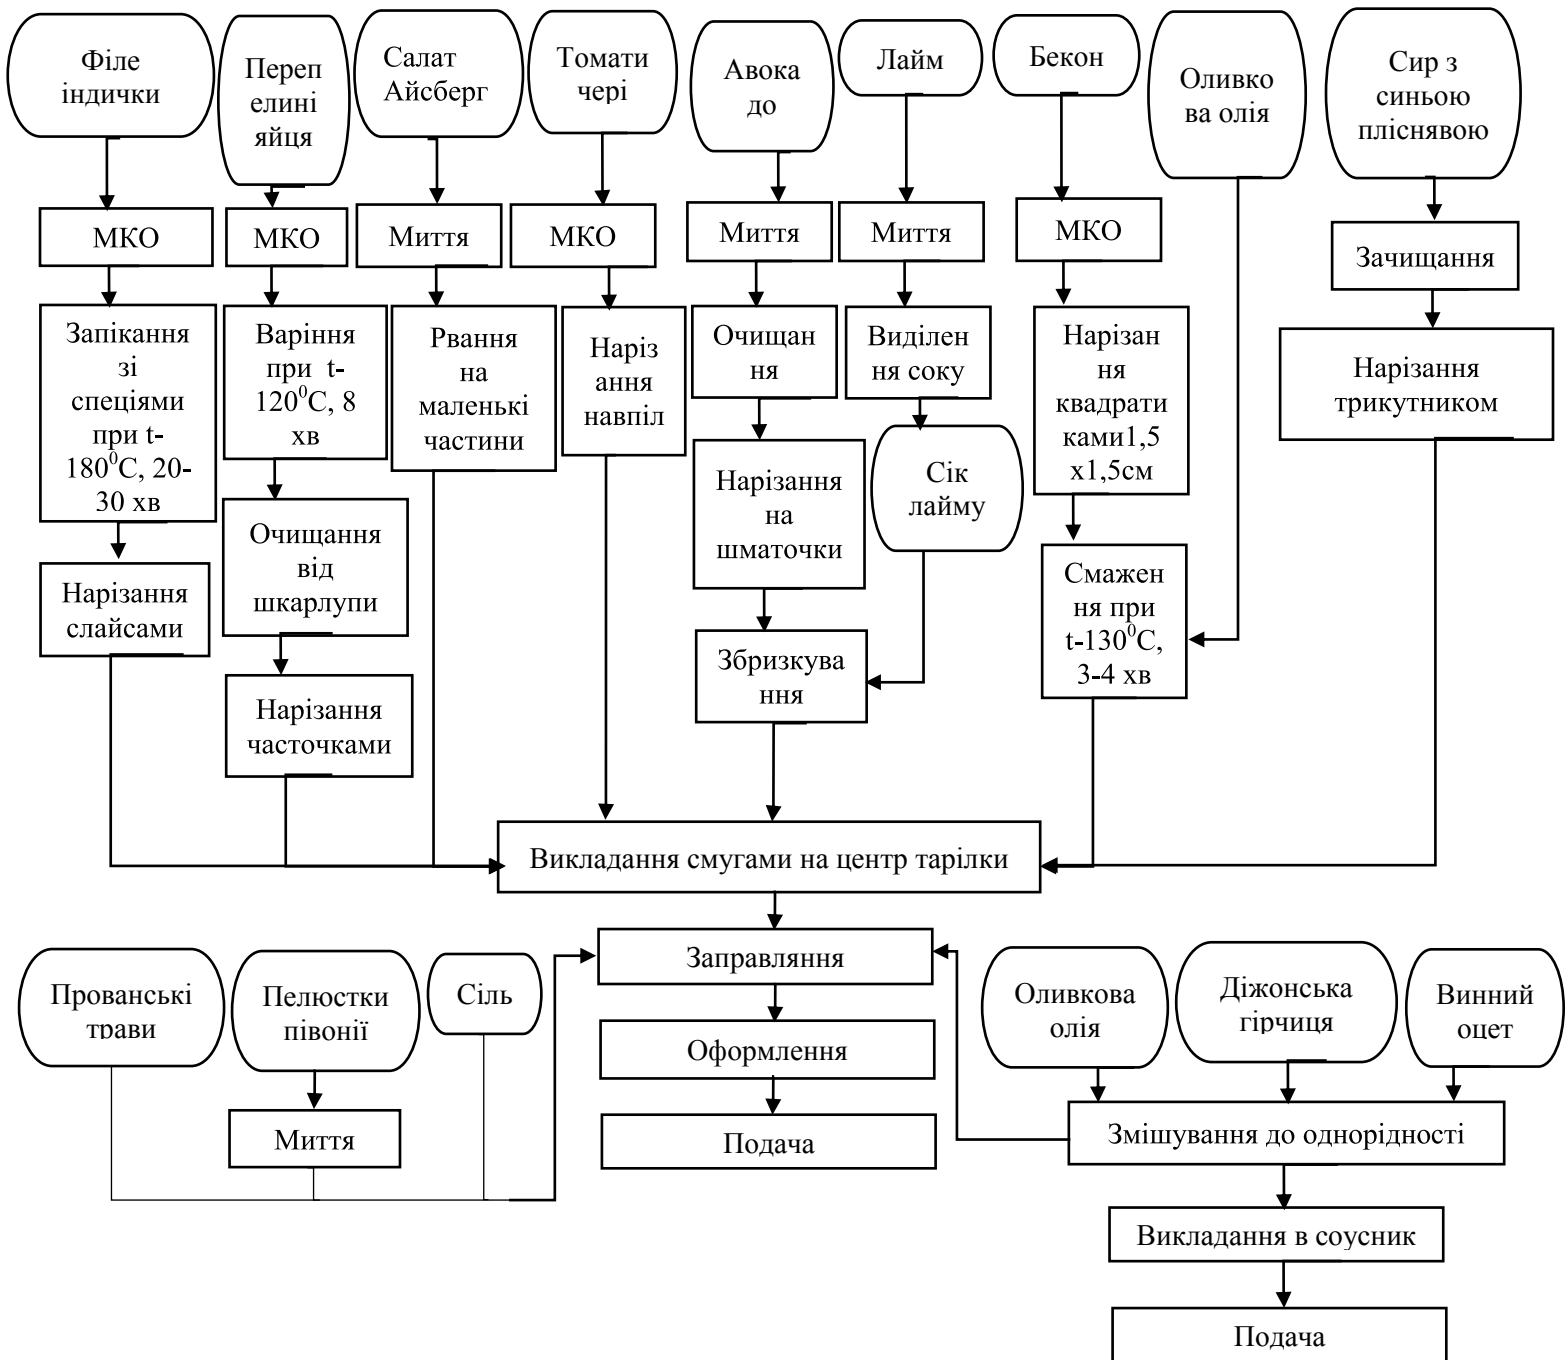 Філе
індички
Переп
елині
яйця
Салат
Айсберг
Томати
чері
Авока
до
Лайм
Бекон
Оливко
ва олія
Сир з
синьою
пліснявою
МКО
МКО
Миття
МКО
Миття
Миття
МКО
Зачищання
Запікання
зі
спеціями
при t-
180⁰С, 20-
30 хв
Варіння
при t-
120⁰С, 8
хв
Рвання
на
маленькі
частини
Наріз
ання
навпіл
Очищан
ня
Виділен
ня соку
Нарізан
ня
квадрати
ками1,5
х1,5см
Нарізання
трикутником
Нарізання
слайсами
Очищання
від
шкарлупи
Нарізання
на
шматочки
Сік
лайму
Смажен
ня при
t-130⁰С,
3-4 хв
Нарізання
часточками
Збризкува
ння
Викладання смугами на центр тарілки
Прованські
трави
Пелюстки
півонії
Сіль
Заправляння
Оливкова
олія
Діжонська
гірчиця
Винний
оцет
Оформлення
Миття
Подача
Змішування до однорідності
Викладання в соусник
Подача